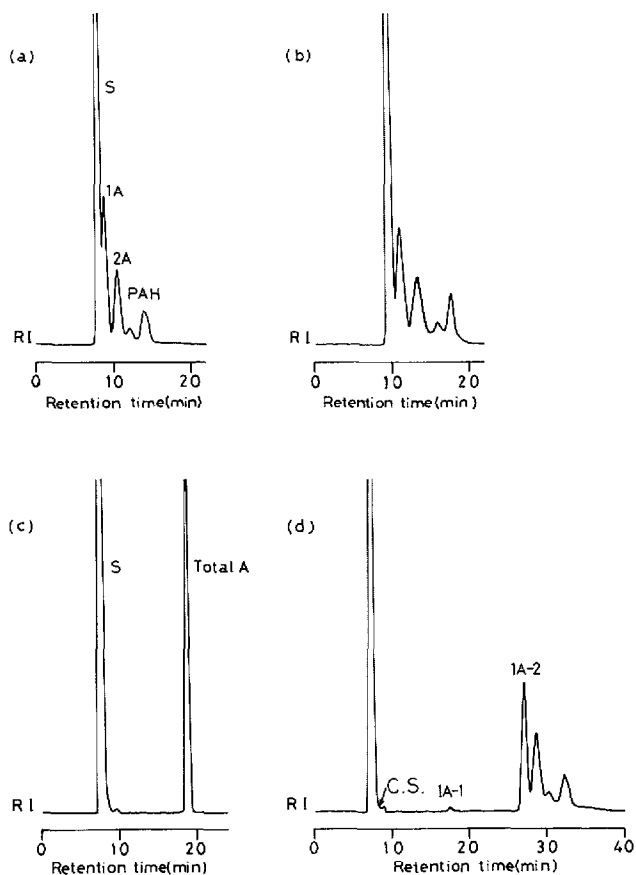 (a)
S
1A
2A
PAH
RI
0 10 20
Retention time(min)
(b)
RI
0 10 20
Retention time(min)
(c)
S
Total A
RI
0 10 20
Retention time(min)
(d)
C.S.
1A-1
1A-2
RI
0 10 20 30 40
Retention time(min)